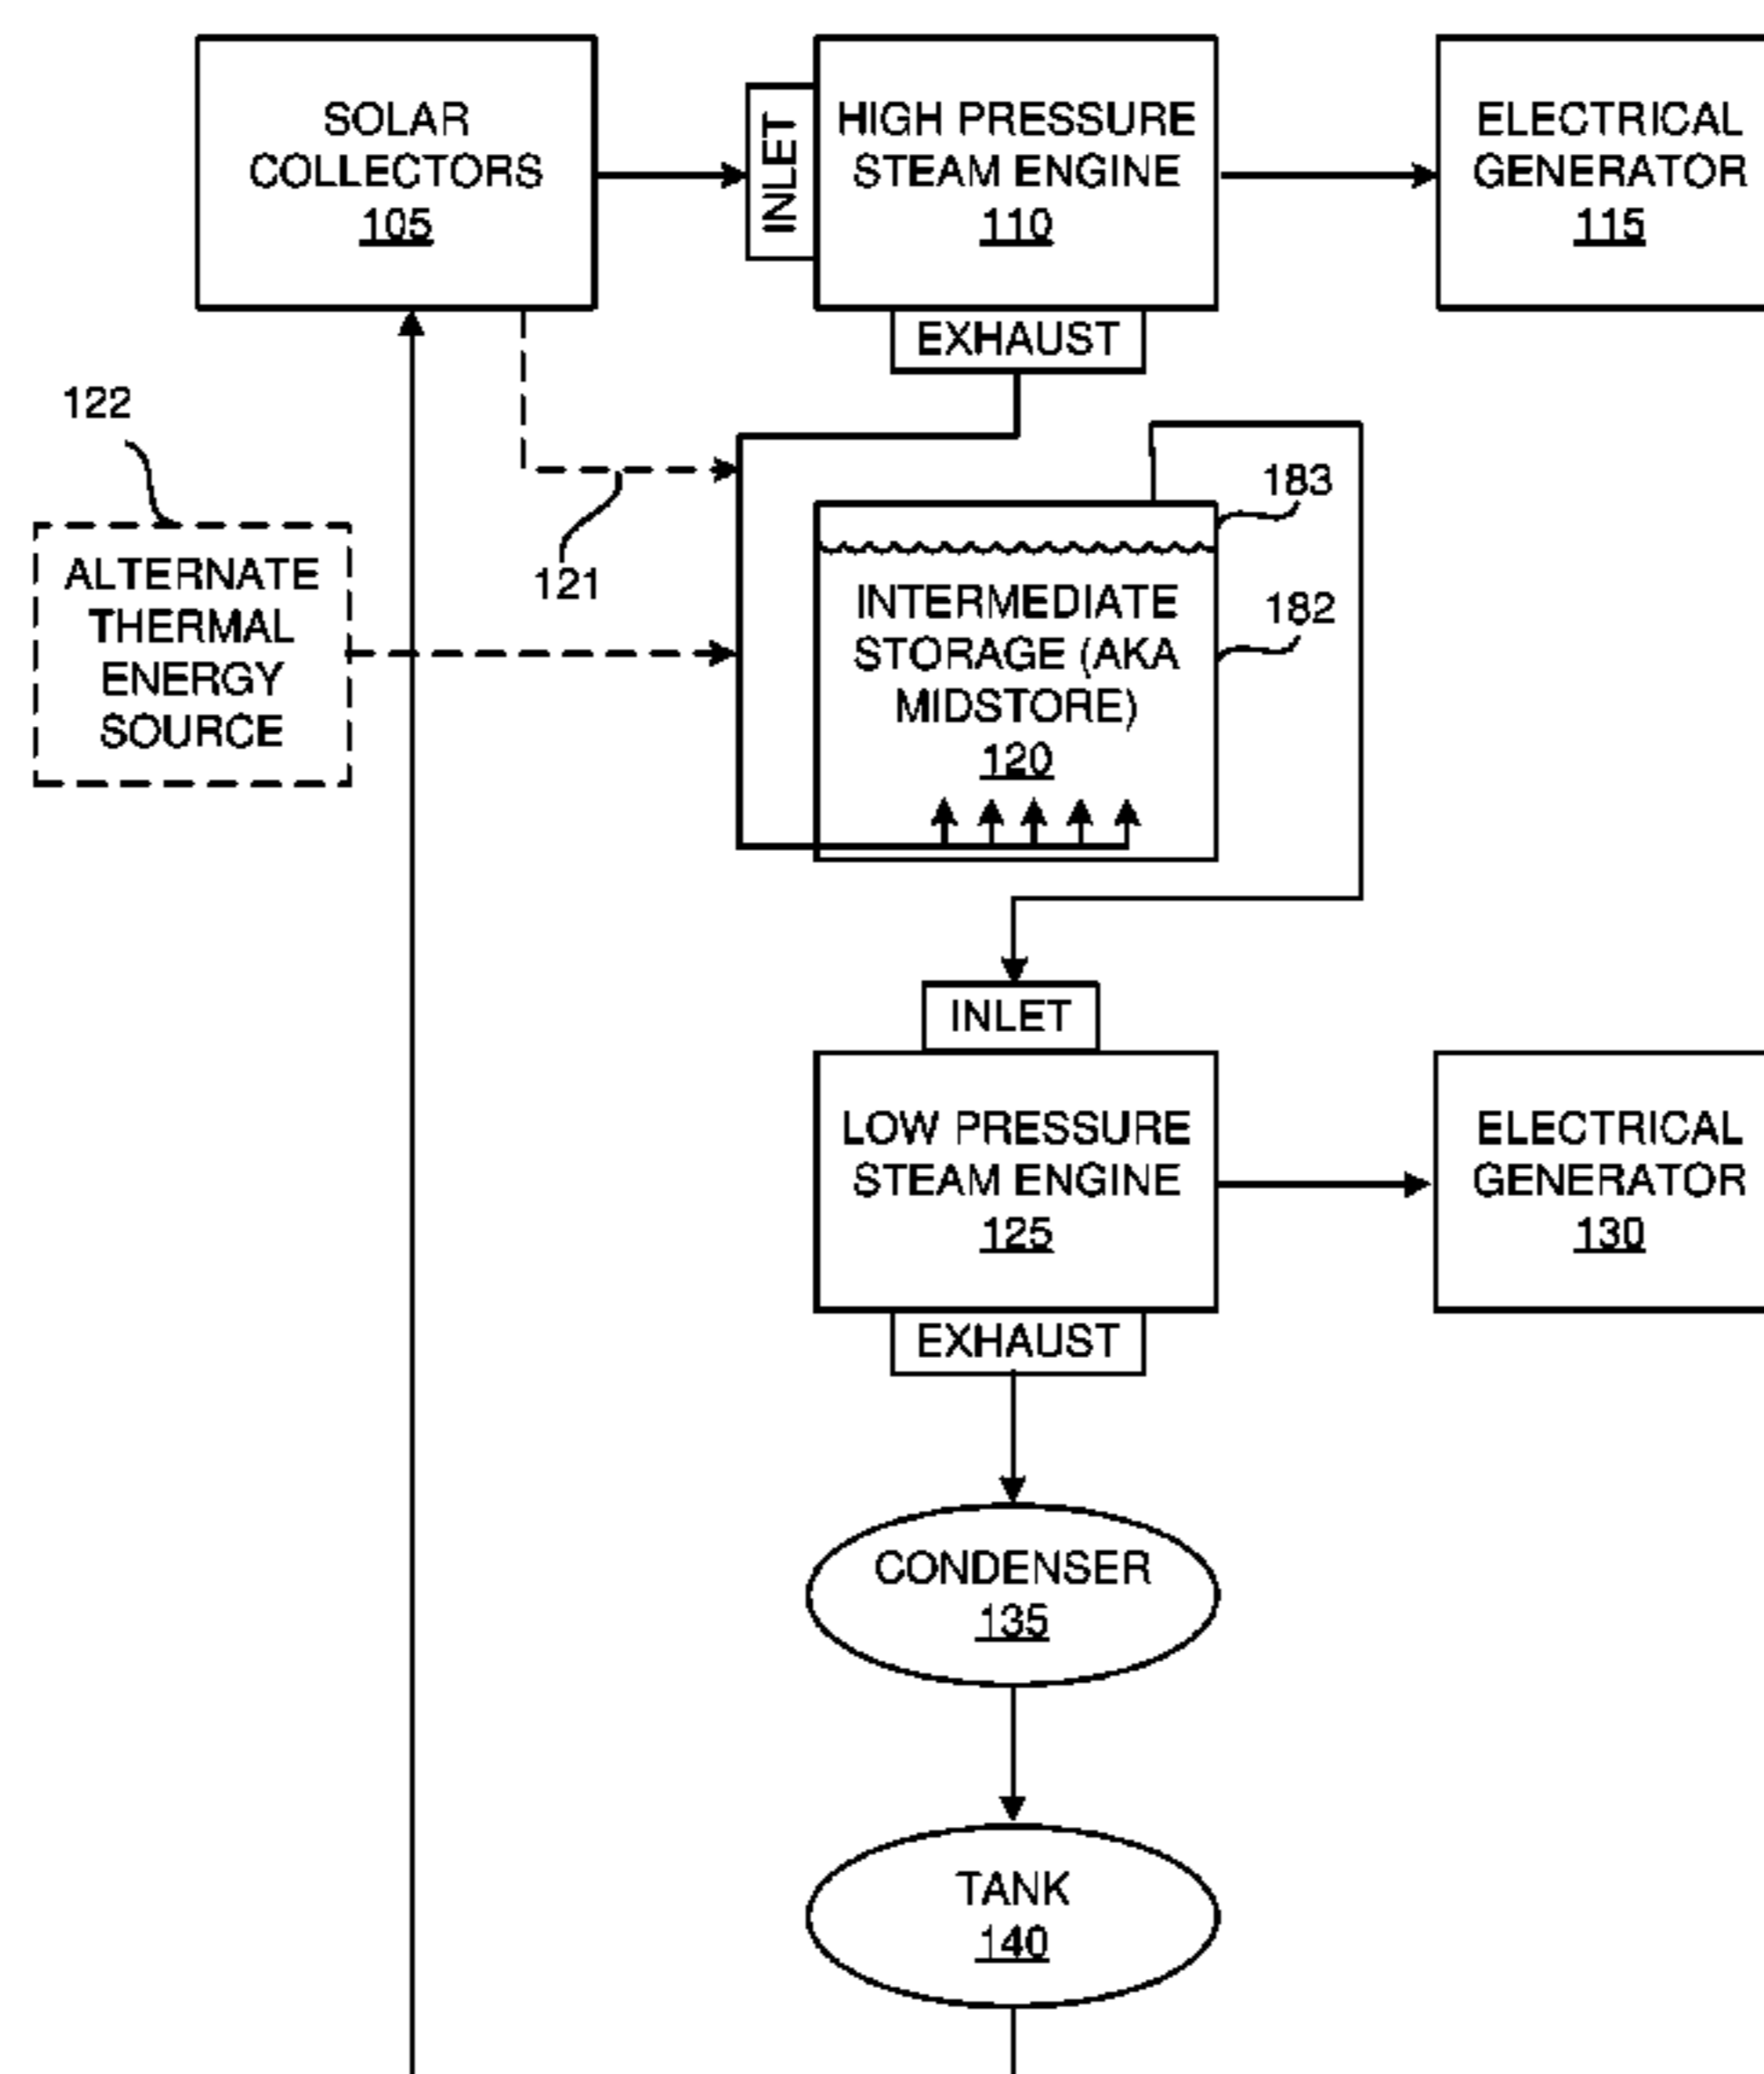 SOLAR
COLLECTORS
105
INLET
HIGH PRESSURE
STEAM ENGINE
110
ELECTRICAL
GENERATOR
115
EXHAUST
122
121
183
182
ALTERNATE
THERMAL
ENERGY
SOURCE
INTERMEDIATE
STORAGE (AKA
MIDSTORE)
120
INLET
LOW PRESSURE
STEAM ENGINE
125
ELECTRICAL
GENERATOR
130
EXHAUST
CONDENSER
135
TANK
140